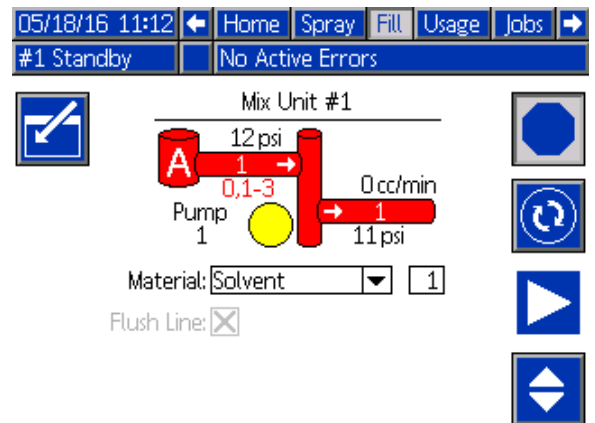 05/18/16 11:12 Home Spray Fill Usage Jobs
#1 Standby No Active Errors
Mix Unit #1
12 psi
A 1
0,1-3 0 cc/min
Pump 1
1 11 psi
Material: Solvent 1
Flush Line: